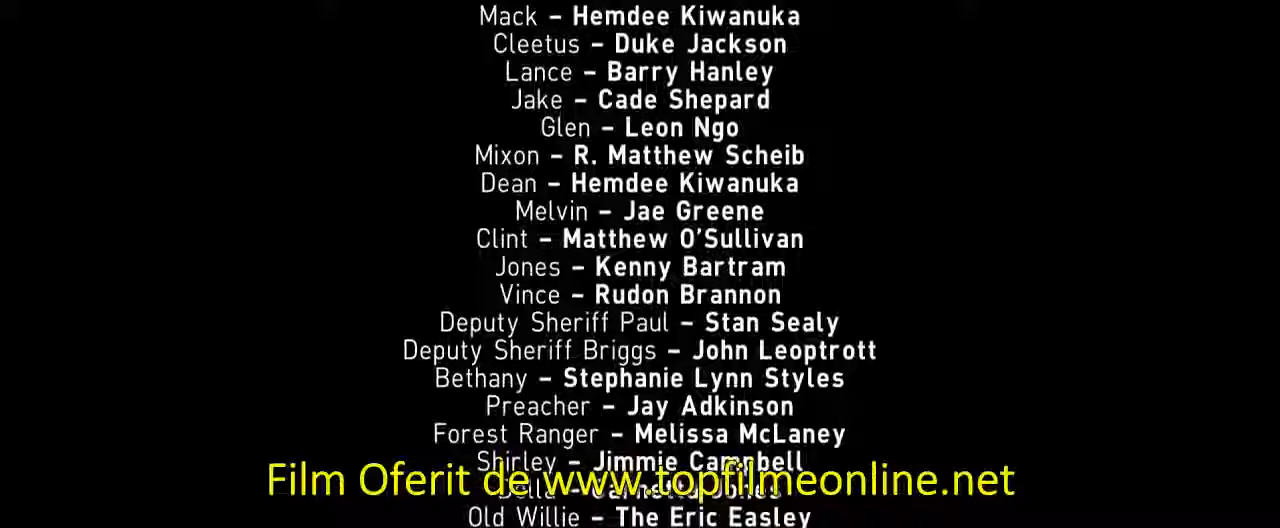 Mack – Hemdee Kiwanuka
Cleetus – Duke Jackson
Lance – Barry Hanley
Jake – Cade Shepard
Glen – Leon Ngo
Mixon – R. Matthew Scheib
Dean – Hemdee Kiwanuka
Melvin – Jae Greene
Clint – Matthew O’Sullivan
Jones – Kenny Bartram
Vince – Rudon Brannon
Deputy Sheriff Paul – Stan Sealy
Deputy Sheriff Briggs – John Leoptrott
Bethany – Stephanie Lynn Styles
Preacher – Jay Adkinson
Forest Ranger – Melissa McLaney
Shirley – Jimmie Campbell
Film Oferit de www.topfilmeonline.net
Old Willie – The Eric Easley